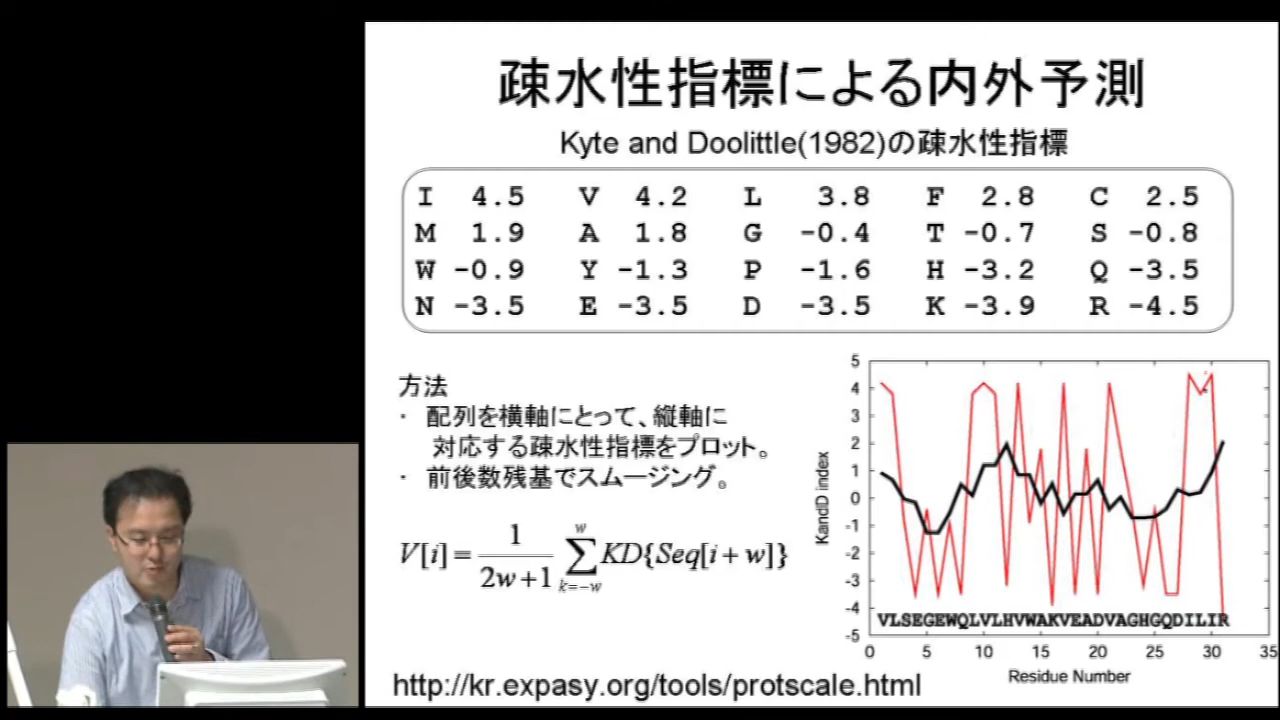 疎水性指標による内外予測
Kyte and Doolittle(1982)の疎水性指標
I 4.5 V 4.2 L 3.8 F 2.8 C 2.5
M 1.9 A 1.8 G -0.4 T -0.7 S -0.8
W -0.9 Y -1.3 P -1.6 H -3.2 Q -3.5
N -3.5 E -3.5 D -3.5 K -3.9 R -4.5
方法
・ 配列を横軸にとって、縦軸に
対応する疎水性指標をプロット。
・ 前後数残基でスムージング。
V[i] = 1/(2w+1) Σ_{k=-w}^{w} KD{Seq[i+w]}
http://kr.expasy.org/tools/protscale.html
5
4
3
2
1
0
-1
-2
-3
-4
-5
KandD index
VLSEGEWQLVLHVWAKVEADVAGHGQDILIR
0 5 10 15 20 25 30 35
Residue Number